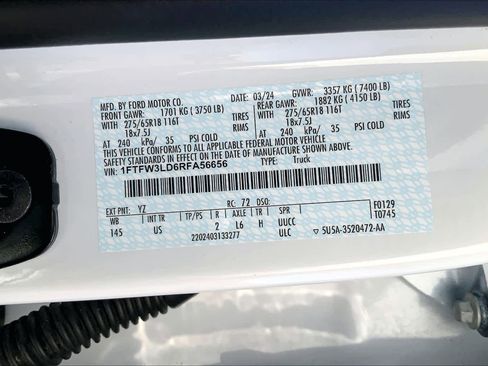 MFD. BY FORD MOTOR CO. DATE: 03/24 GVWR: 3357 KG ( 7400 LB)
FRONT GAWR: 1701 KG ( 3750 LB) REAR GAWR: 1882 KG ( 4150 LB)
275/65R18 116T TIRES 275/65R18 116T TIRES
18x7.5J RIMS 18x7.5J RIMS
AT 240 kPa/ 35 PSI COLD AT 240 kPa/ 35 PSI COLD
THIS VEHICLE CONFORMS TO ALL APPLICABLE FEDERAL MOTOR VEHICLE
SAFETY AND THEFT PREVENTION STANDARDS IN EFFECT ON THE DATE OF MANUFACTURE
VIN: 1FTFW3LD6RFA56656 TYPE: Truck
EXT PNT: YZ RC: 72 DSO: F0129
WB INT TR TP/PS R AXLE TR SPR T0745
145 US 2 L6 H UUCC
2202403133277 ULC 5U5A-3520472-AA